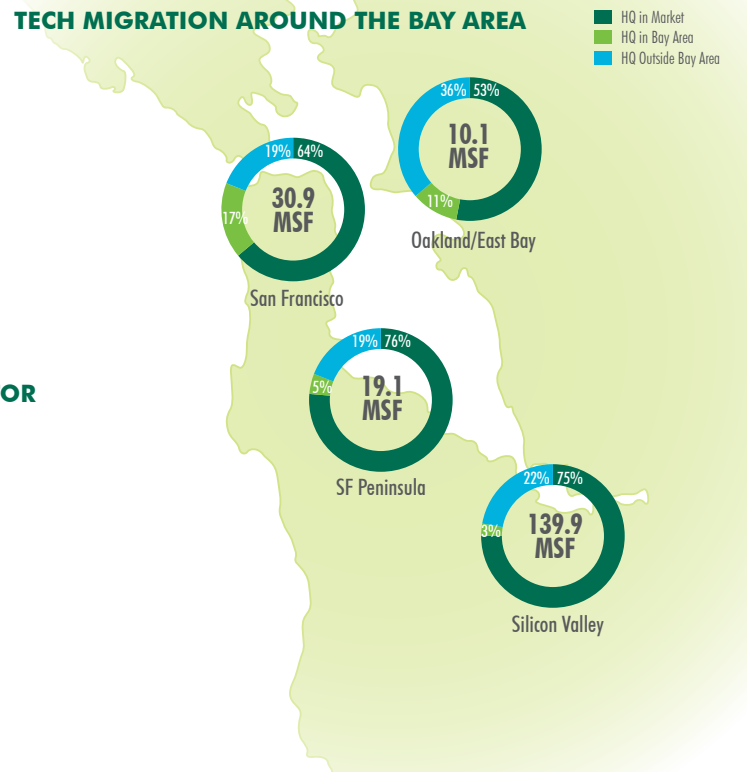 TECH MIGRATION AROUND THE BAY AREA
HQ in Market
HQ in Bay Area
HQ Outside Bay Area
36% 53%
10.1
MSF
11%
Oakland/East Bay
19% 64%
30.9
MSF
17%
San Francisco
19% 76%
5%
19.1
MSF
SF Peninsula
OR
22% 75%
139.9
MSF
3%
Silicon Valley